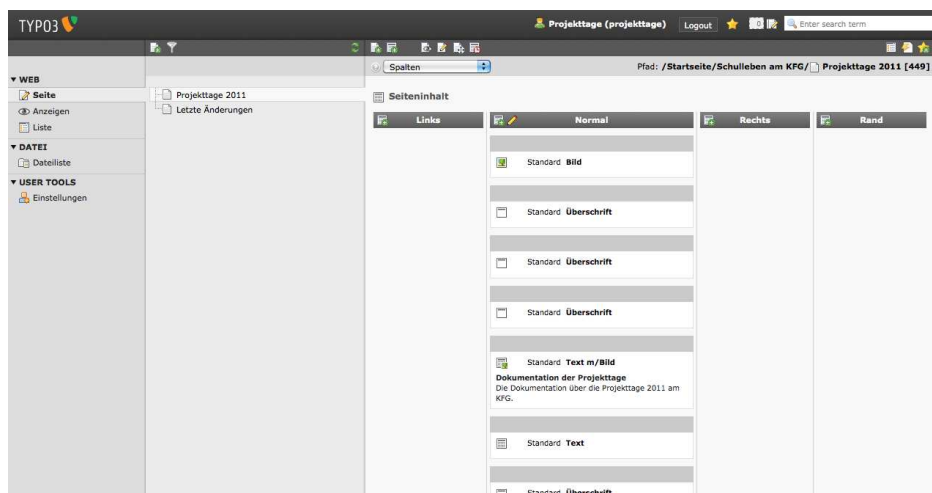 TYPO3
Projekttage (projekttage)
Logout
0
Enter search term
Spalten
Pfad: /Startseite/Schulleben am KFG/ Projekttage 2011 [449]
WEB
Seite
Anzeigen
Liste
DATEI
Dateiliste
USER TOOLS
Einstellungen
Projekttage 2011
Letzte Änderungen
Seiteninhalt
Links
Normal
Rechts
Rand
Standard Bild
Standard Überschrift
Standard Überschrift
Standard Überschrift
Standard Text m/Bild
Dokumentation der Projekttage
Die Dokumentation über die Projekttage 2011 am
KFG.
Standard Text
Standard Überschrift